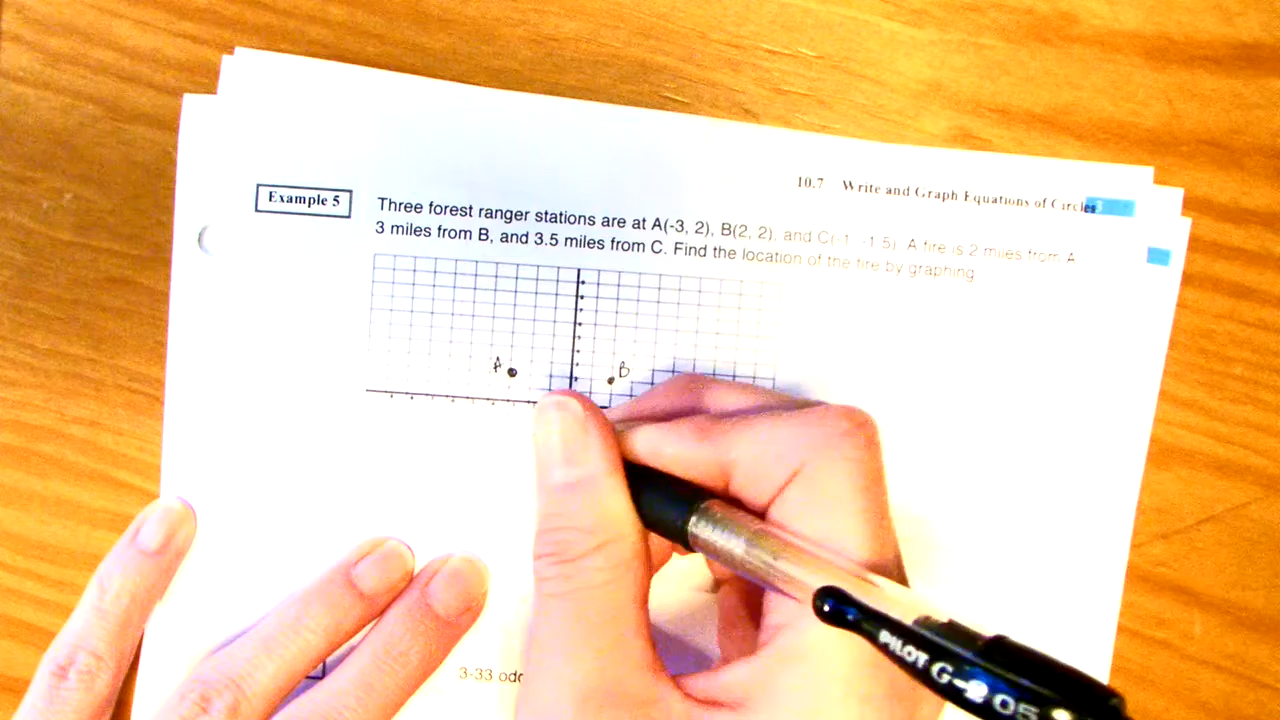 10.7 Write and Graph Equations of Circles
Example 5
Three forest ranger stations are at A(-3, 2), B(2, 2), and C(-1, -1.5). A fire is 2 miles from A,
3 miles from B, and 3.5 miles from C. Find the location of the fire by graphing.
A B
3-33 odd
PILOT G-2 05